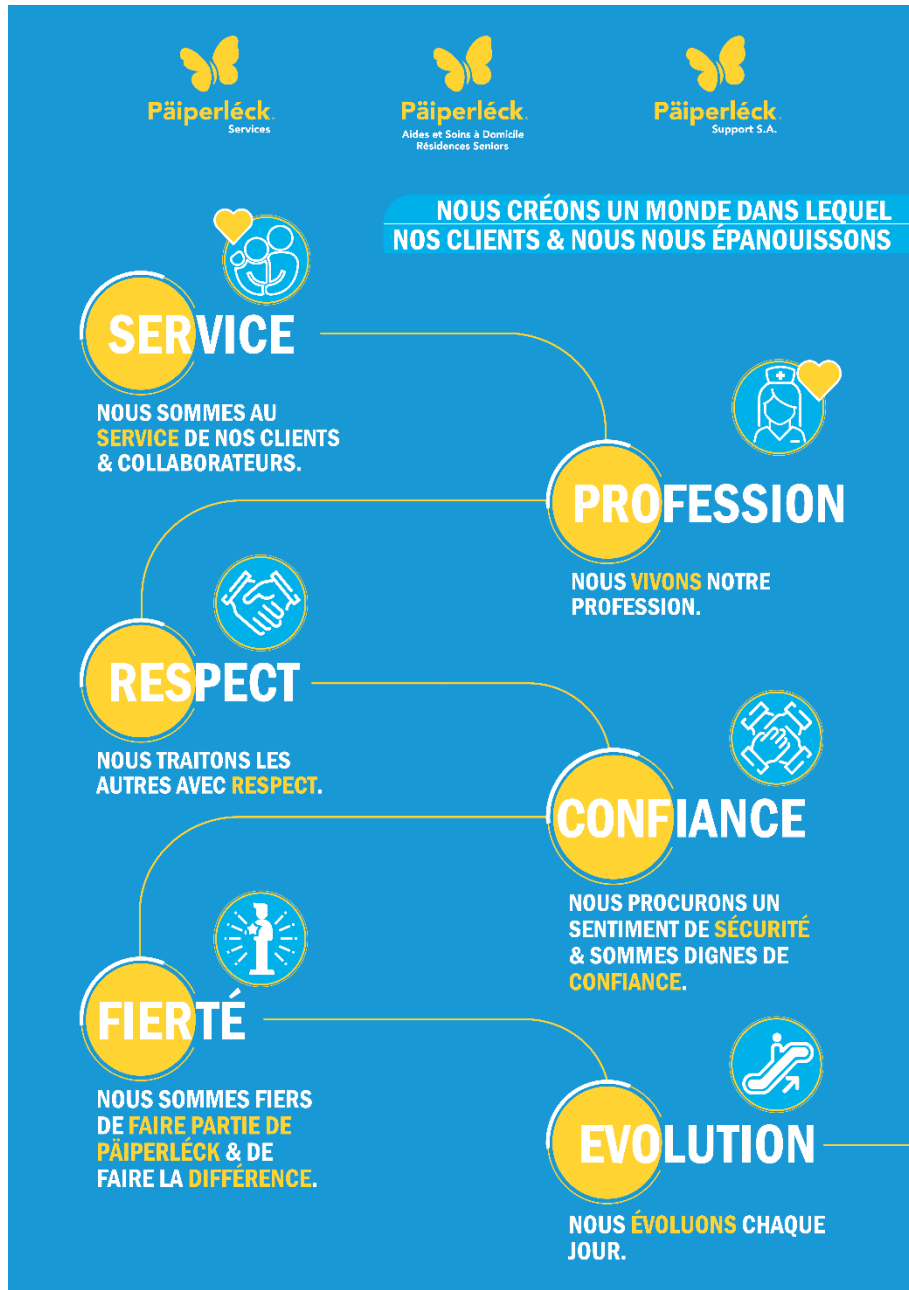 Päiperléck.
Services
Päiperléck.
Aides et Soins à Domicile
Résidences Seniors
Päiperléck.
Support S.A.
NOUS CRÉONS UN MONDE DANS LEQUEL
NOS CLIENTS & NOUS NOUS ÉPANOUISSONS
SERVICE
NOUS SOMMES AU
SERVICE DE NOS CLIENTS
& COLLABORATEURS.
PROFESSION
NOUS VIVONS NOTRE
PROFESSION.
RESPECT
NOUS TRAITONS LES
AUTRES AVEC RESPECT.
CONFIANCE
NOUS PROCURONS UN
SENTIMENT DE SÉCURITÉ
& SOMMES DIGNES DE
CONFIANCE.
FIERTÉ
NOUS SOMMES FIERS
DE FAIRE PARTIE DE
PÄIPERLÉCK & DE
FAIRE LA DIFFÉRENCE.
EVOLUTION
NOUS ÉVOLUONS CHAQUE
JOUR.